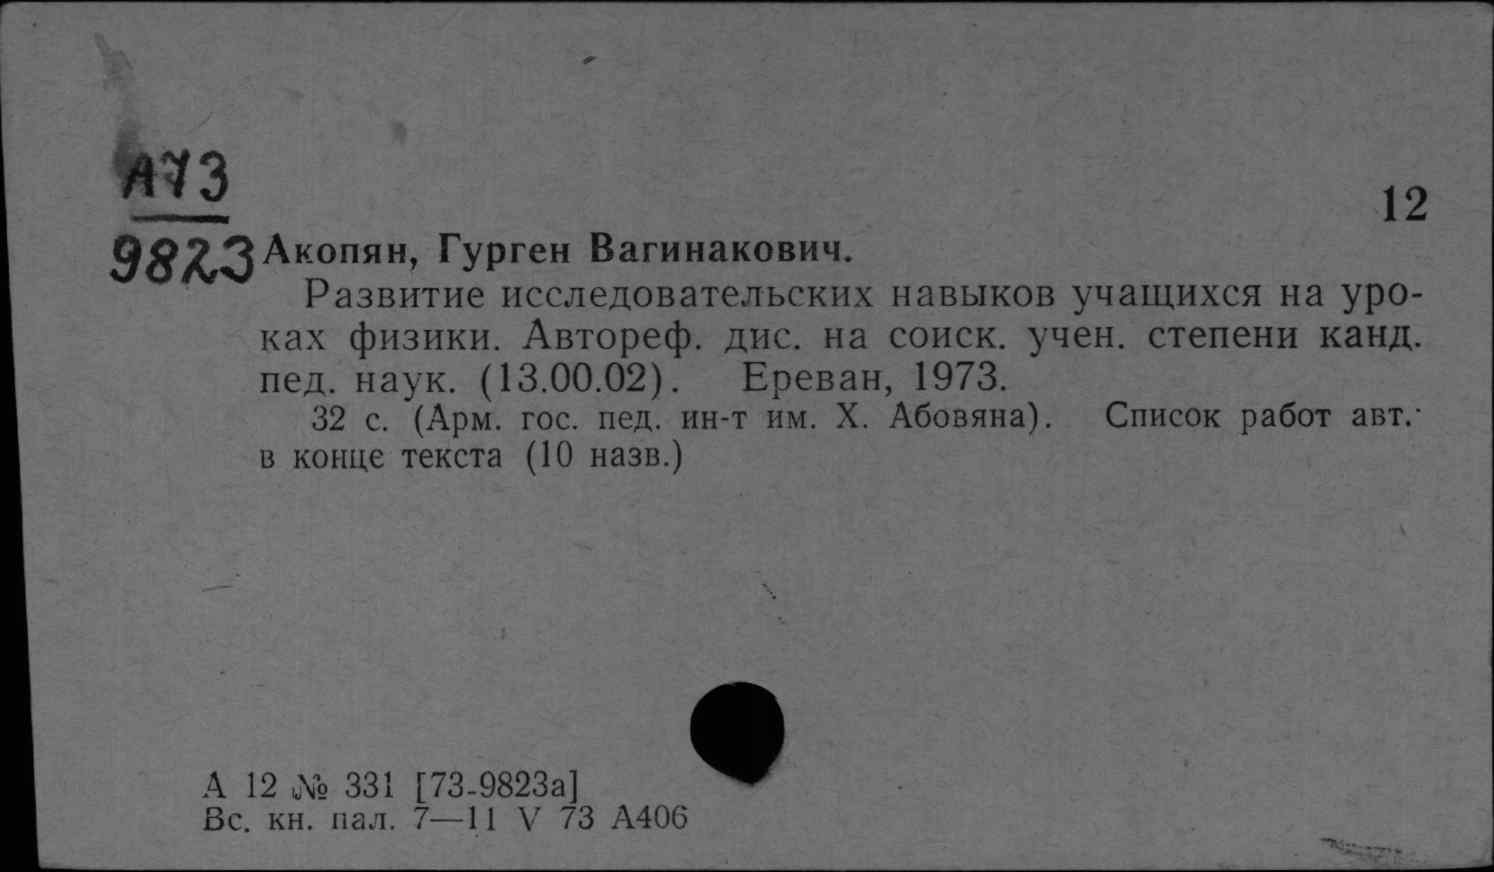 А73
9823
12
Акопян, Гурген Вагинакович.
Развитие исследовательских навыков учащихся на уро-
ках физики. Автореф. дис. на соиск. учен. степени канд.
пед. наук. (13.00.02). Ереван, 1973.
32 с. (Арм. гос. пед. ин-т им. Х. Абовяна). Список работ авт.
в конце текста (10 назв.)
А 12 № 331 [73-9823а]
Вс. кн. пал. 7—11 V 73 А406